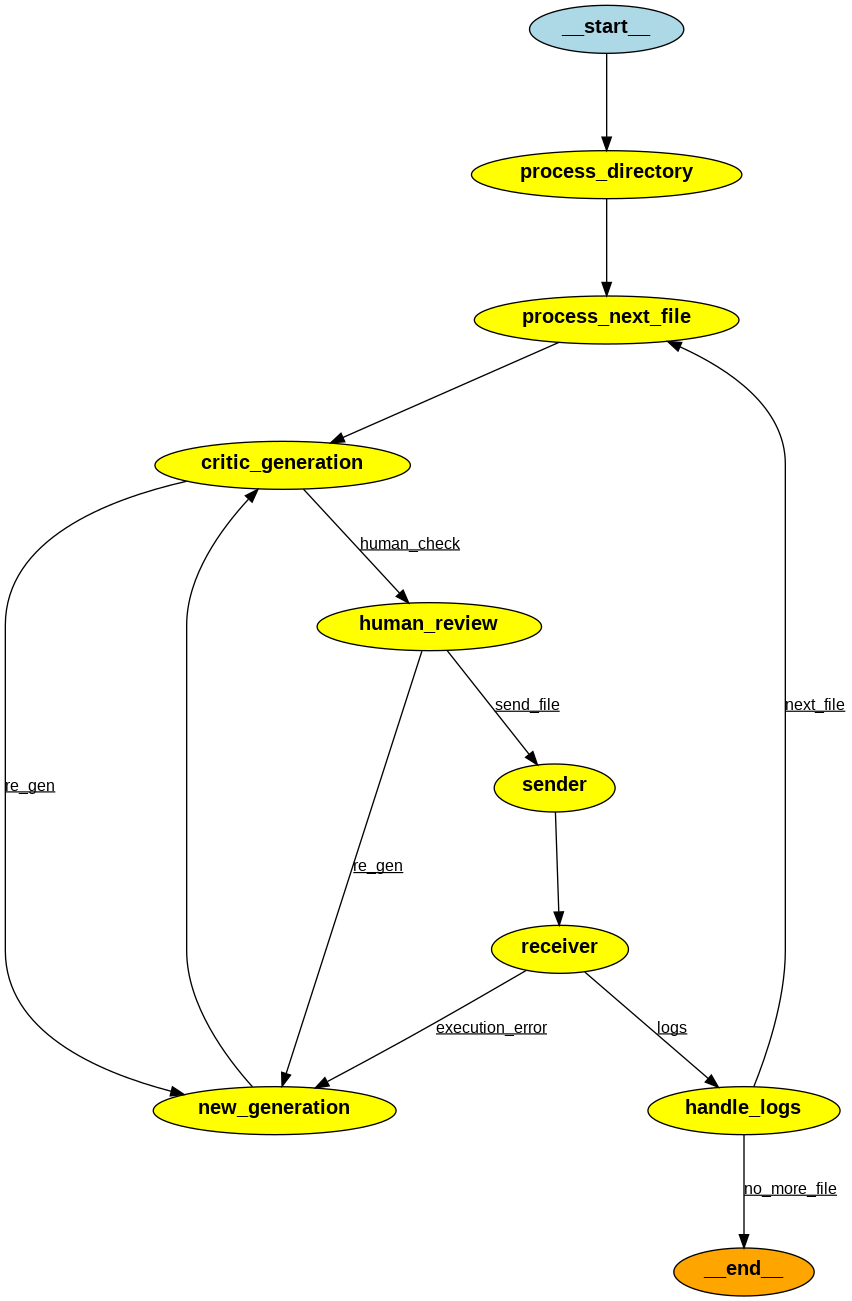 __start__
process_directory
process_next_file
critic_generation
human_check
human_review
send_file
next_file
re_gen
sender
re_gen
receiver
execution_error
logs
new_generation
handle_logs
no_more_file
__end__